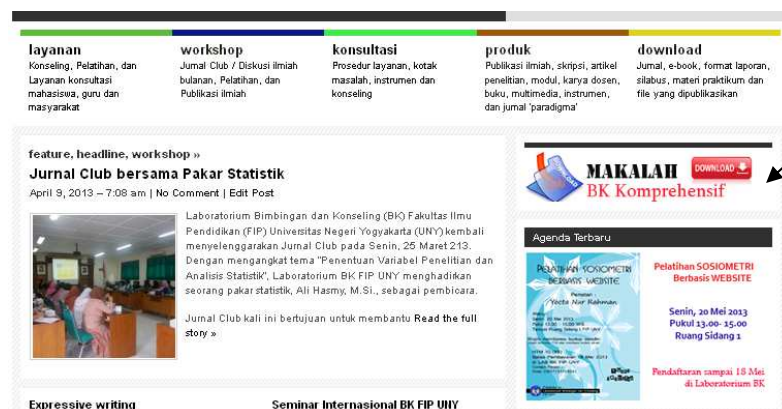 layanan
Konseling, Pelatihan, dan
Layanan konsultasi
mahasiswa, guru dan
masyarakat
workshop
Jurnal Club / Diskusi ilmiah
bulanan, Pelatihan, dan
Publikasi ilmiah
konsultasi
Prosedur layanan, kotak
masalah, instrumen dan
konseling
produk
Publikasi ilmiah, skripsi, artikel
penelitian, modul, karya dosen,
buku, multimedia, instrumen,
dan jurnal 'paradigma'
download
Jurnal, e-book, format laporan,
silabus, materi praktikum dan
file yang dipublikasikan
feature, headline, workshop »
Jurnal Club bersama Pakar Statistik
April 9, 2013 – 7:08 am | No Comment | Edit Post
Laboratorium Bimbingan dan Konseling (BK) Fakultas Ilmu
Pendidikan (FIP) Universitas Negeri Yogyakarta (UNY) kembali
menyelenggarakan Jurnal Club pada Senin, 25 Maret 213.
Dengan mengangkat tema "Penentuan Variabel Penelitian dan
Analisis Statistik", Laboratorium BK FIP UNY menghadirkan
seorang pakar statistik, Ali Hasmy, M.Si., sebagai pembicara.
Jurnal Club kali ini bertujuan untuk membantu Read the full
story »
Expressive writing
Seminar Internasional BK FIP UNY
DOWNLOAD
MAKALAH DOWNLOAD
BK Komprehensif
Agenda Terbaru
PELATIHAN SOSIOMETRI
BERBASIS WEBSITE
Yacta Nur Rahman
Pelatihan SOSIOMETRI
Berbasis WEBSITE
Senin, 20 Mei 2013
Pukul 13.00- 15.00
Ruang Sidang 1
Pendaftaran sampai 18 Mei
di Laboratorium BK